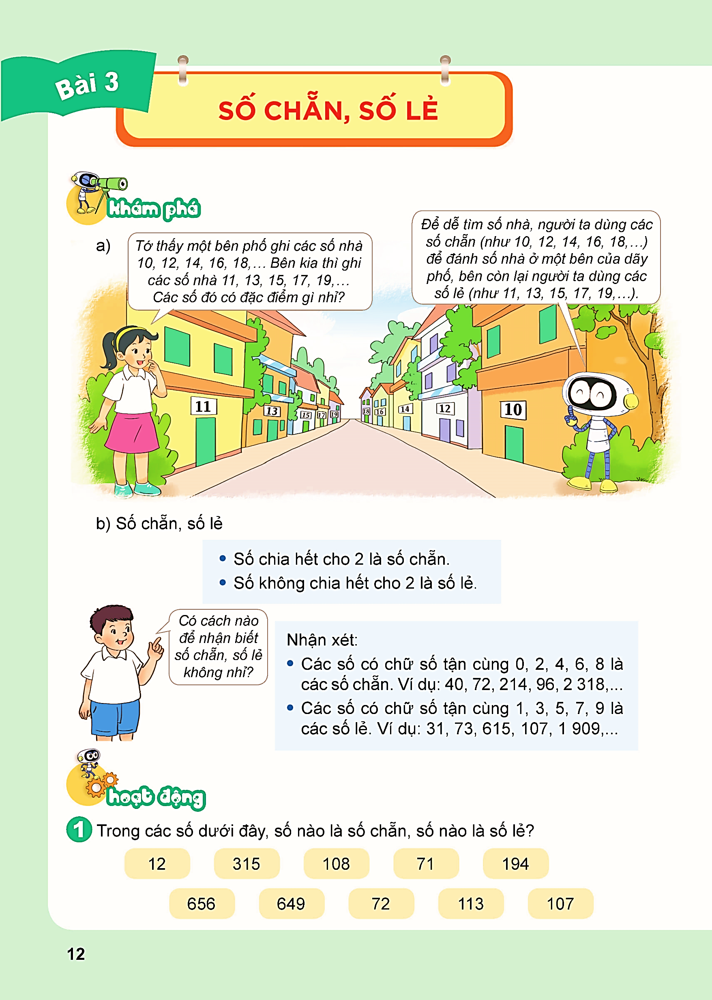 Bài 3
SỐ CHẴN, SỐ LẺ
khám phá
a)
Tớ thấy một bên phố ghi các số nhà
10, 12, 14, 16, 18,... Bên kia thì ghi
các số nhà 11, 13, 15, 17, 19,...
Các số đó có đặc điểm gì nhỉ?
Để dễ tìm số nhà, người ta dùng các
số chẵn (như 10, 12, 14, 16, 18,...)
để đánh số nhà ở một bên của dãy
phố, bên còn lại người ta dùng các
số lẻ (như 11, 13, 15, 17, 19,...).
11
13
15
17
19
18
16
14
12
10
b) Số chẵn, số lẻ
• Số chia hết cho 2 là số chẵn.
• Số không chia hết cho 2 là số lẻ.
Có cách nào
để nhận biết
số chẵn, số lẻ
không nhỉ?
Nhận xét:
• Các số có chữ số tận cùng 0, 2, 4, 6, 8 là
các số chẵn. Ví dụ: 40, 72, 214, 96, 2 318,...
• Các số có chữ số tận cùng 1, 3, 5, 7, 9 là
các số lẻ. Ví dụ: 31, 73, 615, 107, 1 909,...
hoạt động
1 Trong các số dưới đây, số nào là số chẵn, số nào là số lẻ?
12 315 108 71 194
656 649 72 113 107
12